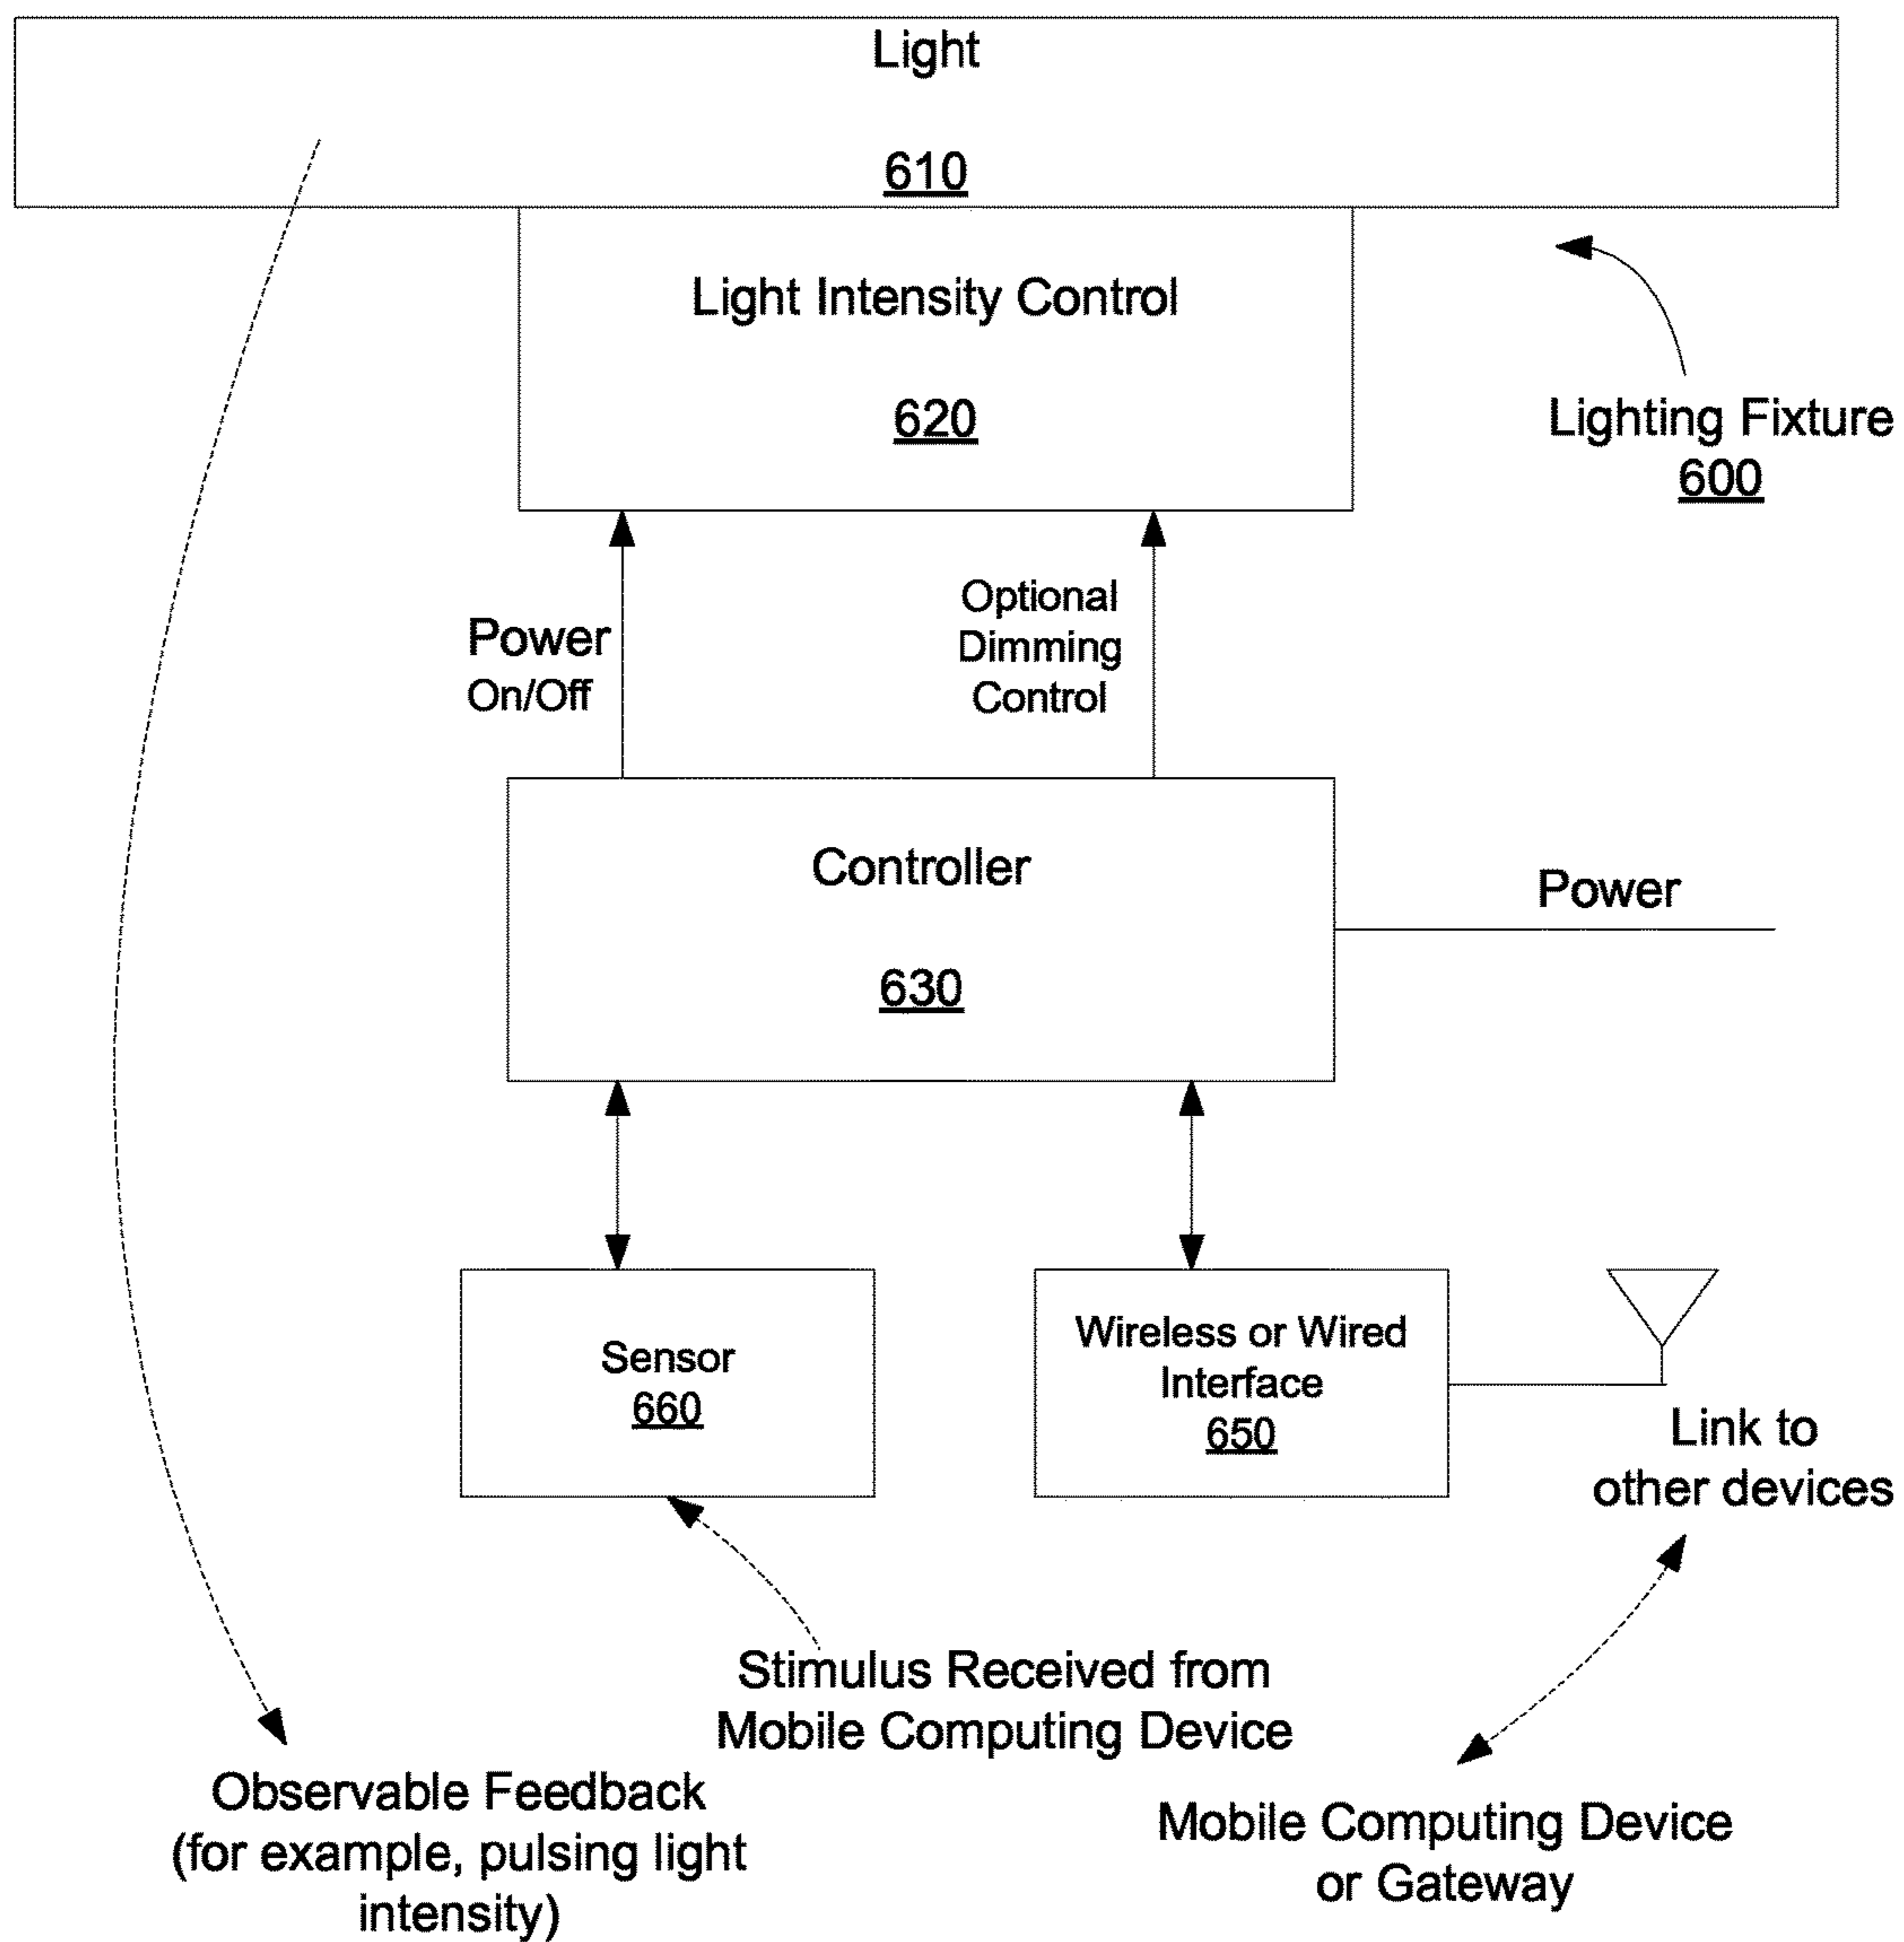 Light
610
Light Intensity Control
620
Lighting Fixture
600
Power
On/Off
Optional
Dimming
Control
Controller
630
Power
Sensor
660
Wireless or Wired
Interface
650
Link to
other devices
Stimulus Received from
Mobile Computing Device
Observable Feedback
(for example, pulsing light
intensity)
Mobile Computing Device
or Gateway